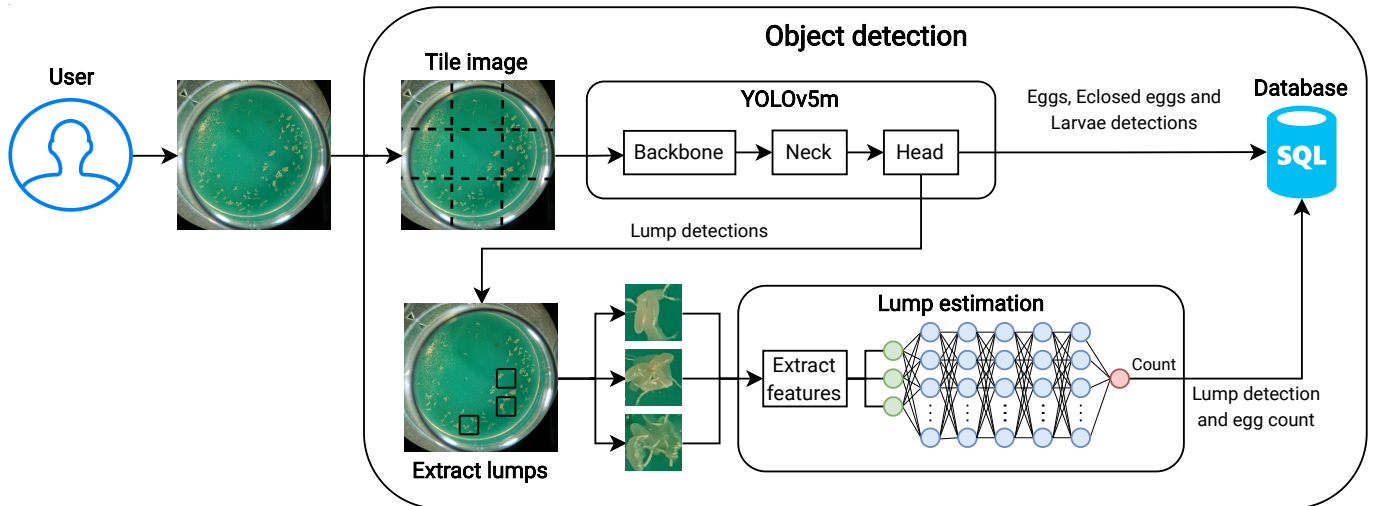 Object detection
User
Tile image
YOLOv5m
Backbone
Neck
Head
Eggs, Eclosed eggs and
Larvae detections
Database
SQL
Lump detections
Extract lumps
Lump estimation
Extract
features
Count
Lump detection
and egg count